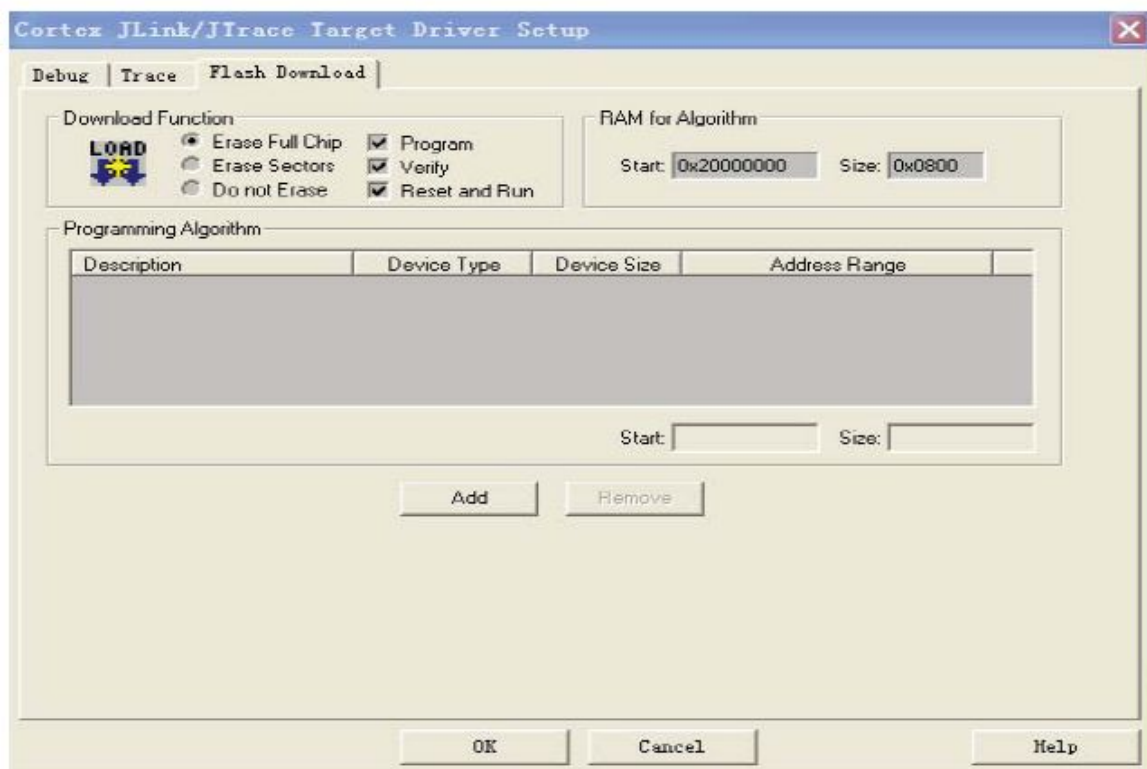 Cortex JLink/JTrace Target Driver Setup
Debug Trace Flash Download
Download Function
LOAD
Erase Full Chip
Erase Sectors
Do not Erase
Program
Verify
Reset and Run
RAM for Algorithm
Start: 0x20000000 Size: 0x0800
Programming Algorithm
Description Device Type Device Size Address Range
Start: Size:
Add Remove
OK Cancel Help